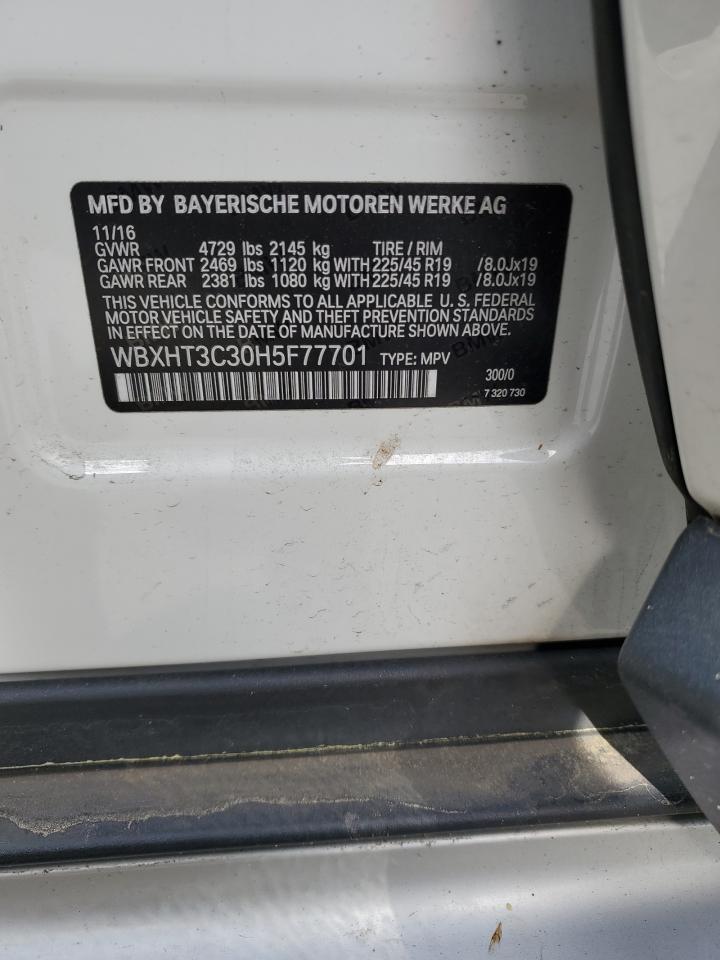 MFD BY BAYERISCHE MOTOREN WERKE AG
11/16
GVWR 4729 lbs 2145 kg TIRE / RIM
GAWR FRONT 2469 lbs 1120 kg WITH 225/45 R19 /8.0Jx19
GAWR REAR 2381 lbs 1080 kg WITH 225/45 R19 /8.0Jx19
THIS VEHICLE CONFORMS TO ALL APPLICABLE U. S. FEDERAL
MOTOR VEHICLE SAFETY AND THEFT PREVENTION STANDARDS
IN EFFECT ON THE DATE OF MANUFACTURE SHOWN ABOVE.
WBXHT3C30H5F77701 TYPE: MPV
300/0
7 320 730